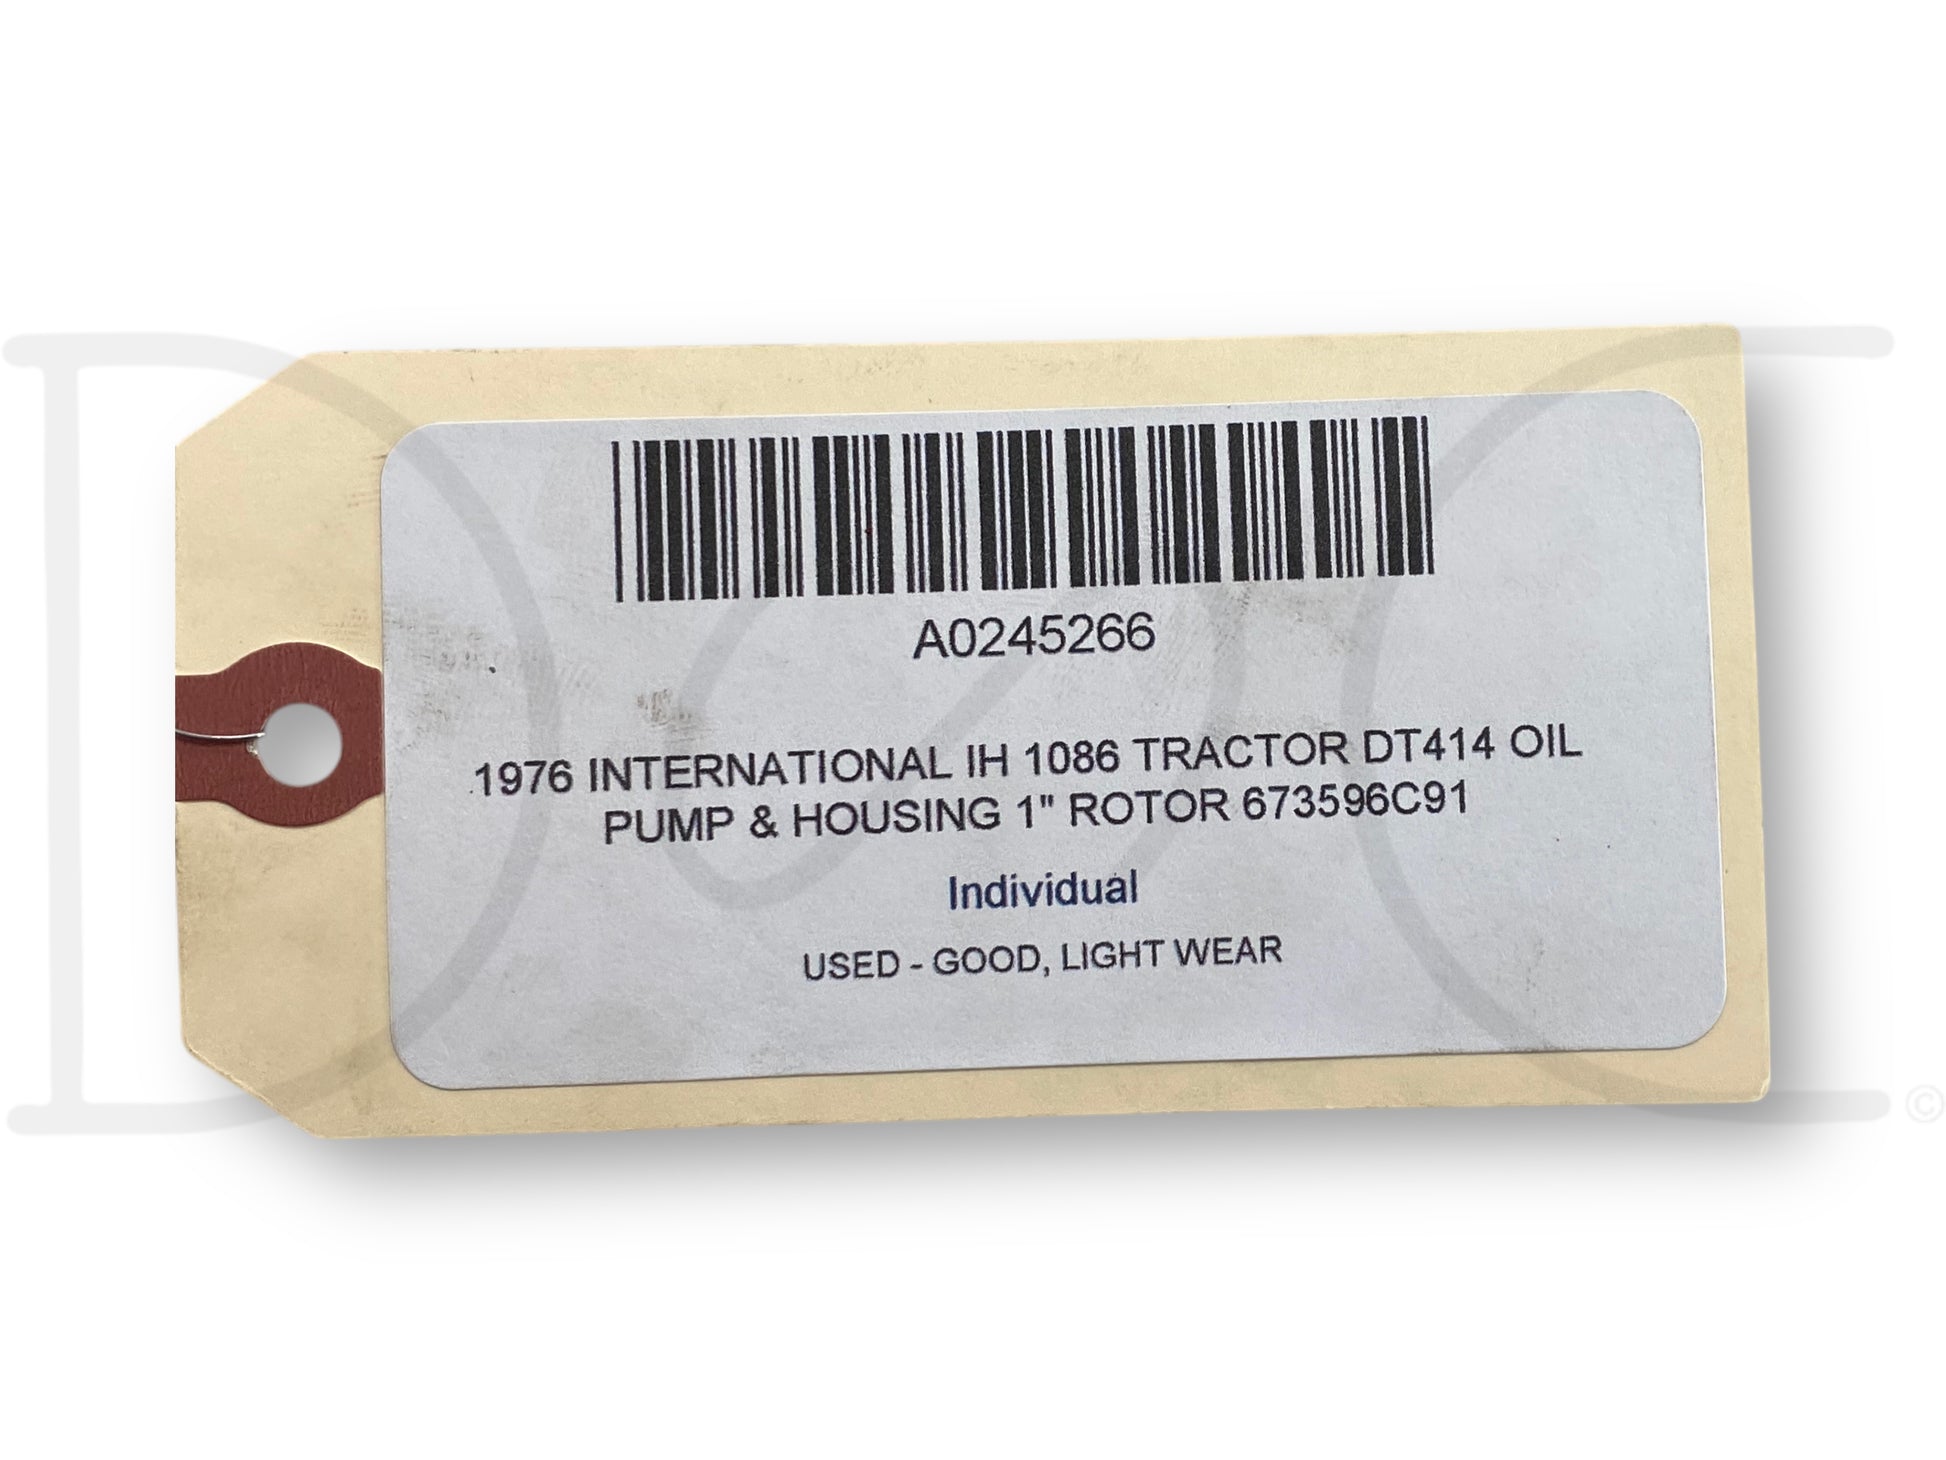 A0245266
1976 INTERNATIONAL IH 1086 TRACTOR DT414 OIL
PUMP & HOUSING 1" ROTOR 673596C91
Individual
USED - GOOD, LIGHT WEAR
©